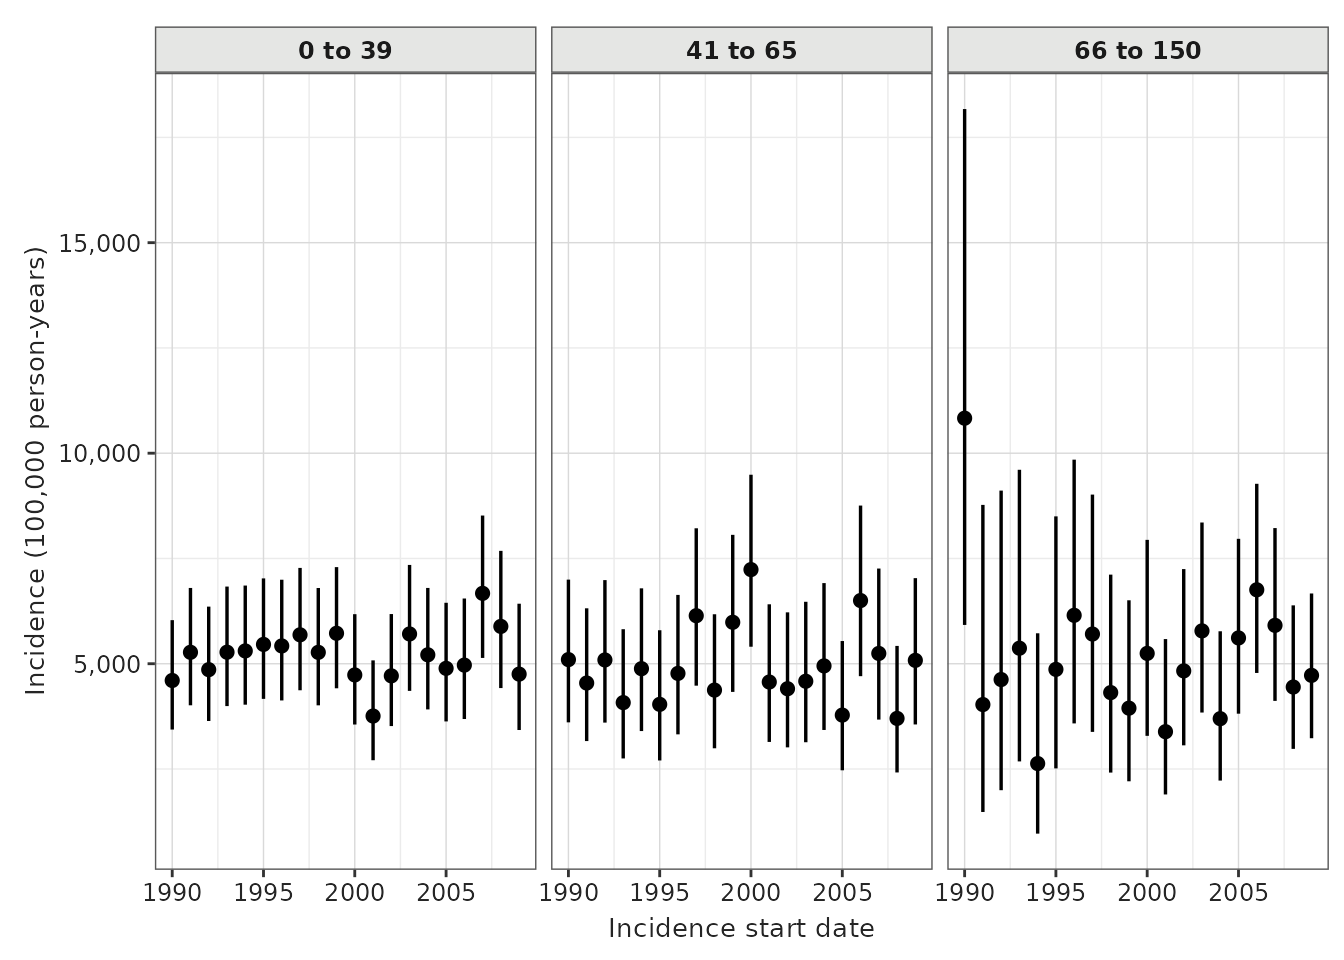 0 to 39 41 to 65 66 to 150
Incidence (100,000 person-years)
15,000
10,000
5,000
1990 1995 2000 2005 1990 1995 2000 2005 1990 1995 2000 2005
Incidence start date